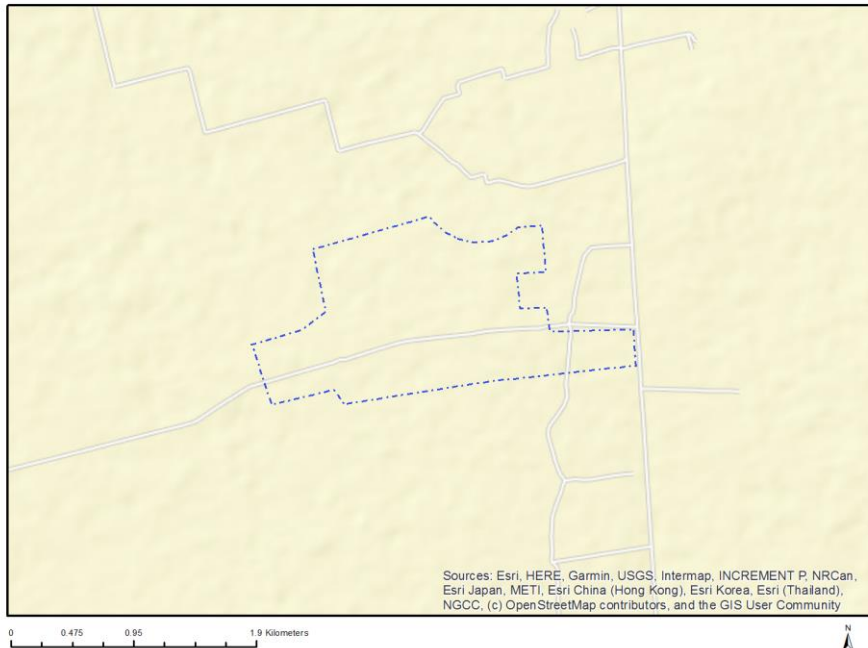 Sources: Esri, HERE, Garmin, USGS, Intermap, INCREMENT P, NRCan,
Esri Japan, METI, Esri China (Hong Kong), Esri Korea, Esri (Thailand),
NGCC, (c) OpenStreetMap contributors, and the GIS User Community
0 0.475 0.95 1.9 Kilometers
N